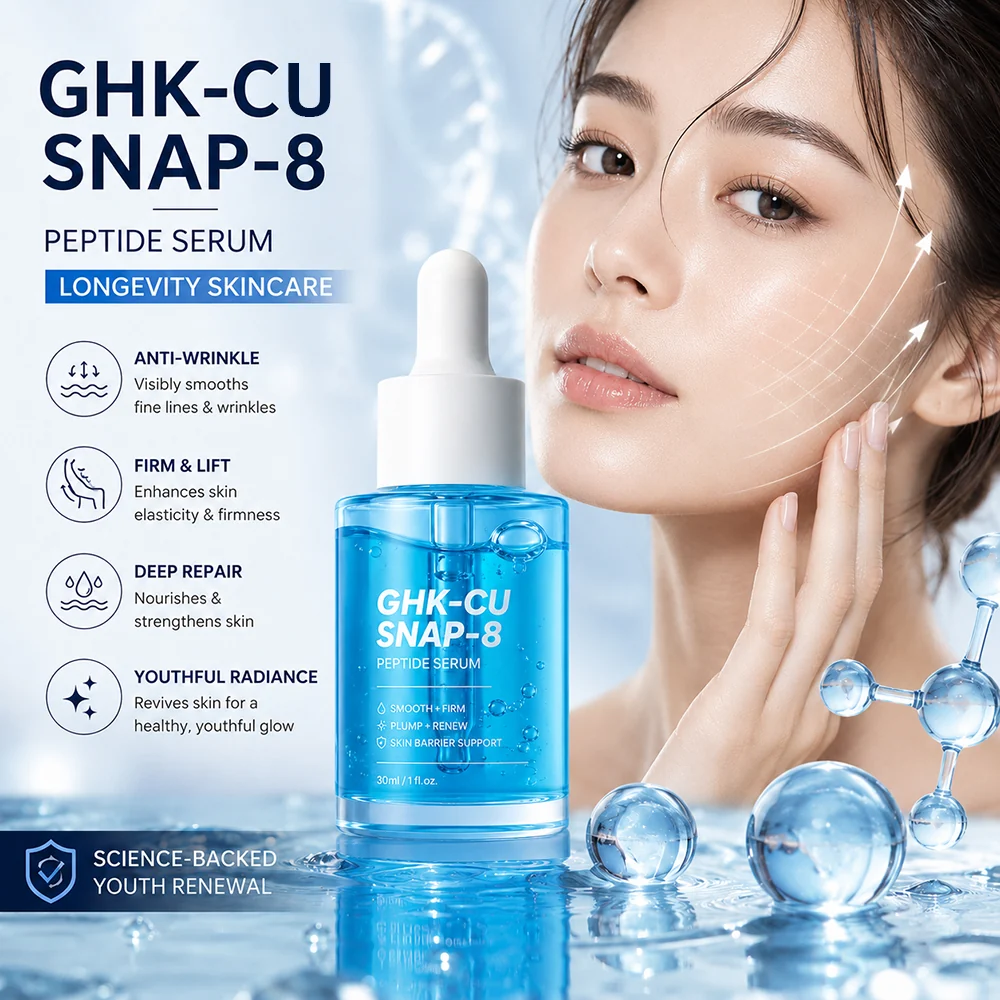 GHK-CU
SNAP-8
PEPTIDE SERUM
LONGEVITY SKINCARE
ANTI-WRINKLE
Visibly smooths
fine lines & wrinkles
FIRM & LIFT
Enhances skin
elasticity & firmness
DEEP REPAIR
Nourishes &
strengthens skin
YOUTHFUL RADIANCE
Revives skin for a
healthy, youthful glow
SCIENCE-BACKED
YOUTH RENEWAL
GHK-CU
SNAP-8
PEPTIDE SERUM
SMOOTH + FIRM
PLUMP + RENEW
SKIN BARRIER SUPPORT
30ml / 1 fl.oz.